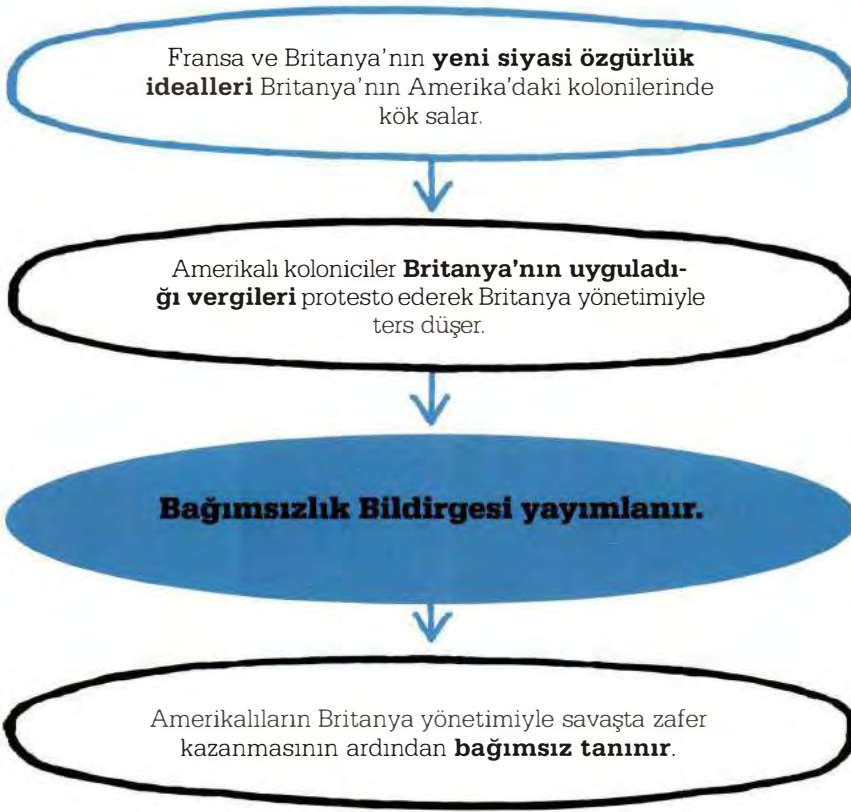 Fransa ve Britanya’nın yeni siyasi özgürlük
idealleri Britanya’nın Amerika’daki kolonilerinde
kök salar.
Amerikalı koloniciler Britanya’nın uyguladı-
ğı vergileri protesto ederek Britanya yönetimiyle
ters düşer.
Bağımsızlık Bildirgesi yayımlanır.
Amerikalıların Britanya yönetimiyle savaşta zafer
kazanmasının ardından bağımsız tanınır.